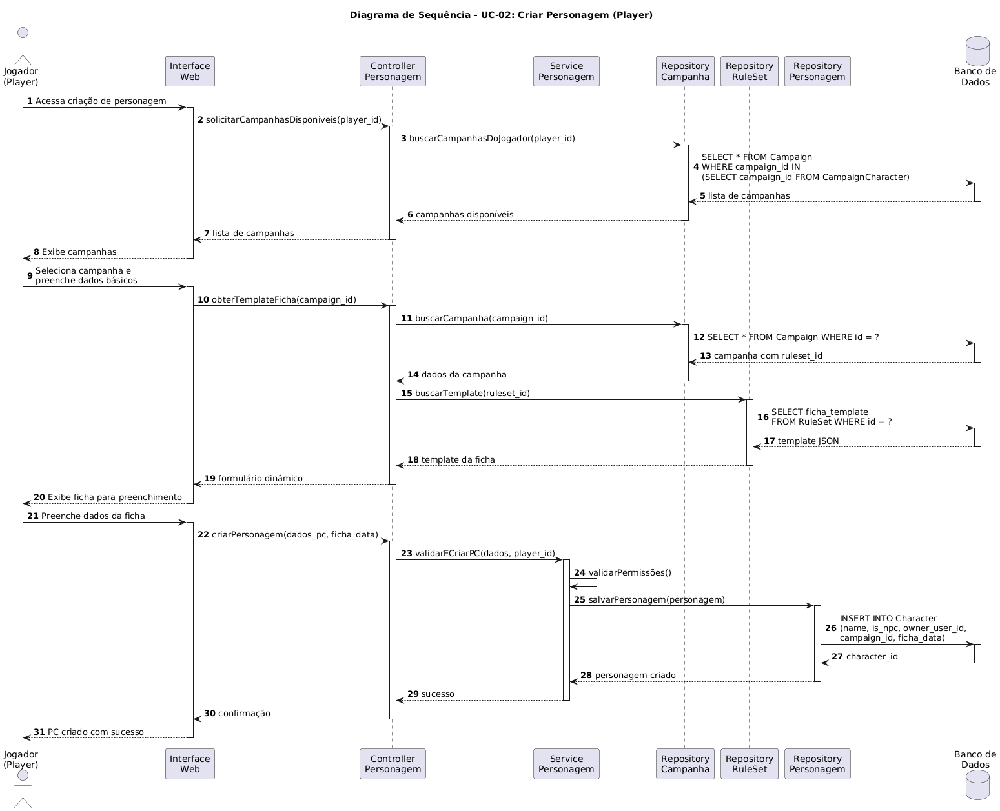 Diagrama de Sequência - UC-02: Criar Personagem (Player)
Jogador
(Player)
Interface
Web
Controller
Personagem
Service
Personagem
Repository
Campanha
Repository
RuleSet
Repository
Personagem
Banco de
Dados
1 Acessa criação de personagem
2 solicitarCampanhasDisponiveis(player_id)
3 buscarCampanhasDoJogador(player_id)
SELECT * FROM Campaign
4 WHERE campaign_id IN
(SELECT campaign_id FROM CampaignCharacter)
5 lista de campanhas
6 campanhas disponíveis
7 lista de campanhas
8 Exibe campanhas
9 Seleciona campanha e
preenche dados básicos
10 obterTemplateFicha(campaign_id)
11 buscarCampanha(campaign_id)
12 SELECT * FROM Campaign WHERE id = ?
13 campanha com ruleset_id
14 dados da campanha
15 buscarTemplate(ruleset_id)
16 SELECT ficha_template
FROM RuleSet WHERE id = ?
17 template JSON
18 template da ficha
19 formulário dinâmico
20 Exibe ficha para preenchimento
21 Preenche dados da ficha
22 criarPersonagem(dados_pc, ficha_data)
23 validarECriarPC(dados, player_id)
24 validarPermissões()
25 salvarPersonagem(personagem)
INSERT INTO Character
26 (name, is_npc, owner_user_id,
campaign_id, ficha_data)
27 character_id
28 personagem criado
29 sucesso
30 confirmação
31 PC criado com sucesso
Jogador
(Player)
Interface
Web
Controller
Personagem
Service
Personagem
Repository
Campanha
Repository
RuleSet
Repository
Personagem
Banco de
Dados